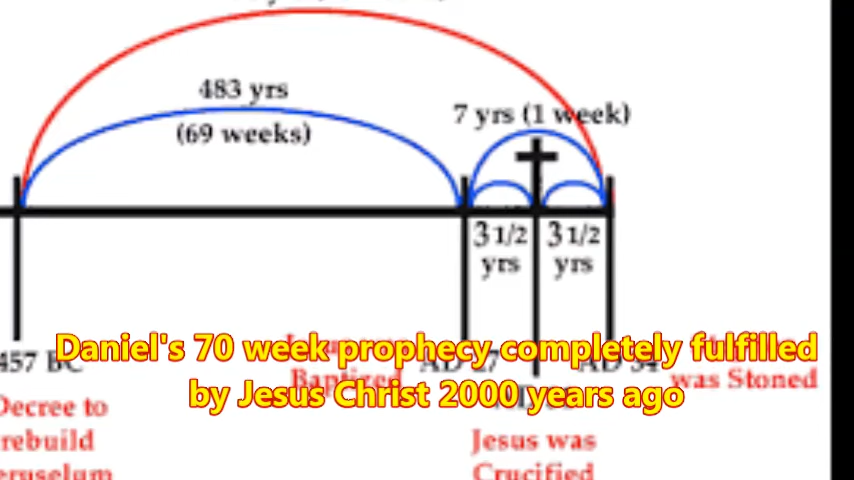 483 yrs
(69 weeks)
7 yrs (1 week)
3 1/2
yrs
3 1/2
yrs
Daniel's 70 week prophecy completely fulfilled
by Jesus Christ 2000 years ago
457 BC
Baptized
was Stoned
Decree to
rebuild
Jesus was
Crucified